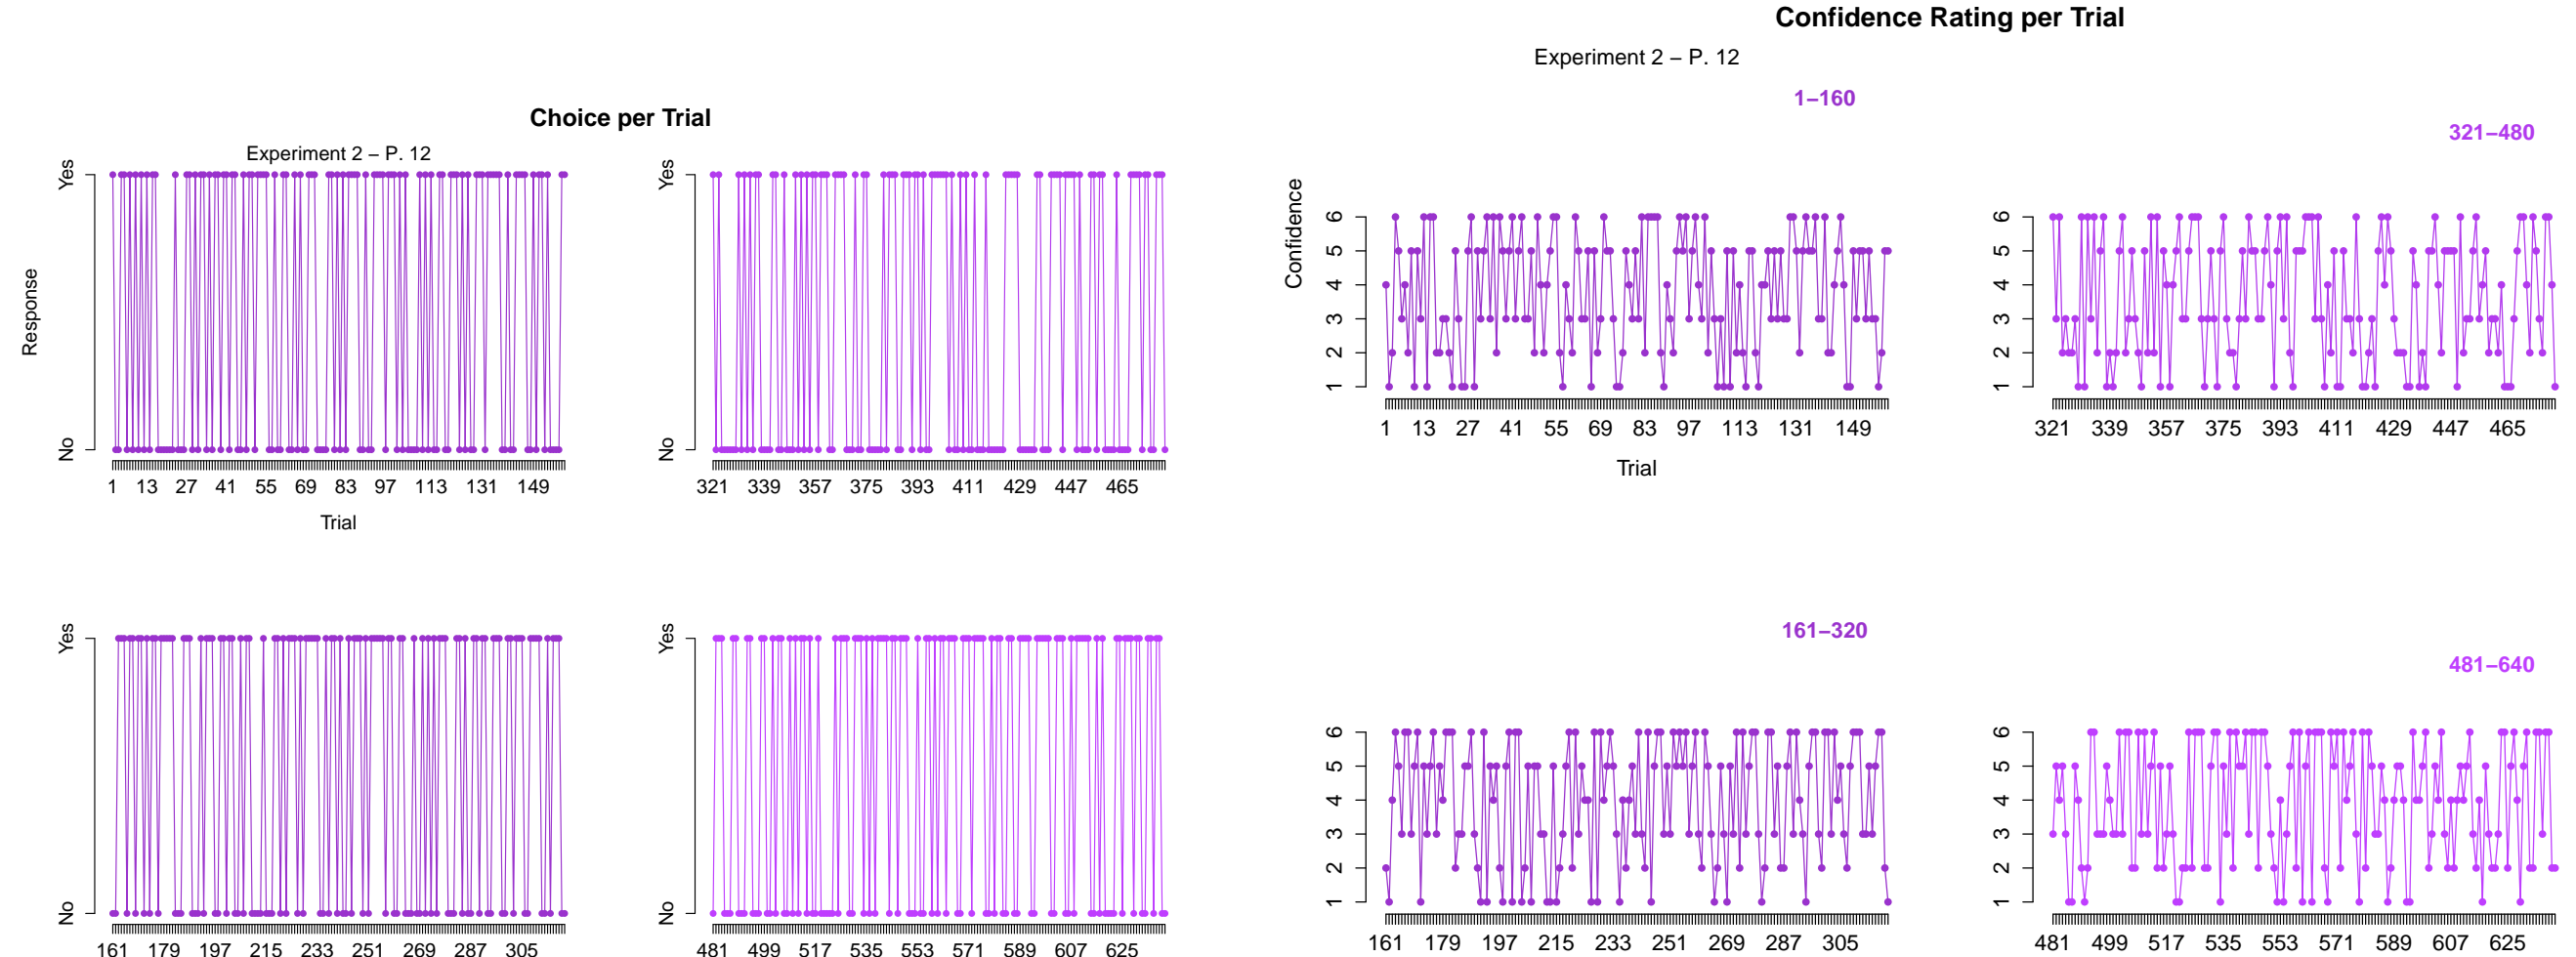 Confidence Rating per Trial
Experiment 2 – P. 12
1–160
321–480
Choice per Trial
Experiment 2 – P. 12
Response
Yes
No
1 13 27 41 55 69 83 97 113 131 149
Trial
Yes
No
321 339 357 375 393 411 429 447 465
Confidence
6
5
4
3
2
1
1 13 27 41 55 69 83 97 113 131 149
Trial
6
5
4
3
2
1
321 339 357 375 393 411 429 447 465
161–320
481–640
Yes
No
161 179 197 215 233 251 269 287 305
Yes
No
481 499 517 535 553 571 589 607 625
6
5
4
3
2
1
161 179 197 215 233 251 269 287 305
6
5
4
3
2
1
481 499 517 535 553 571 589 607 625